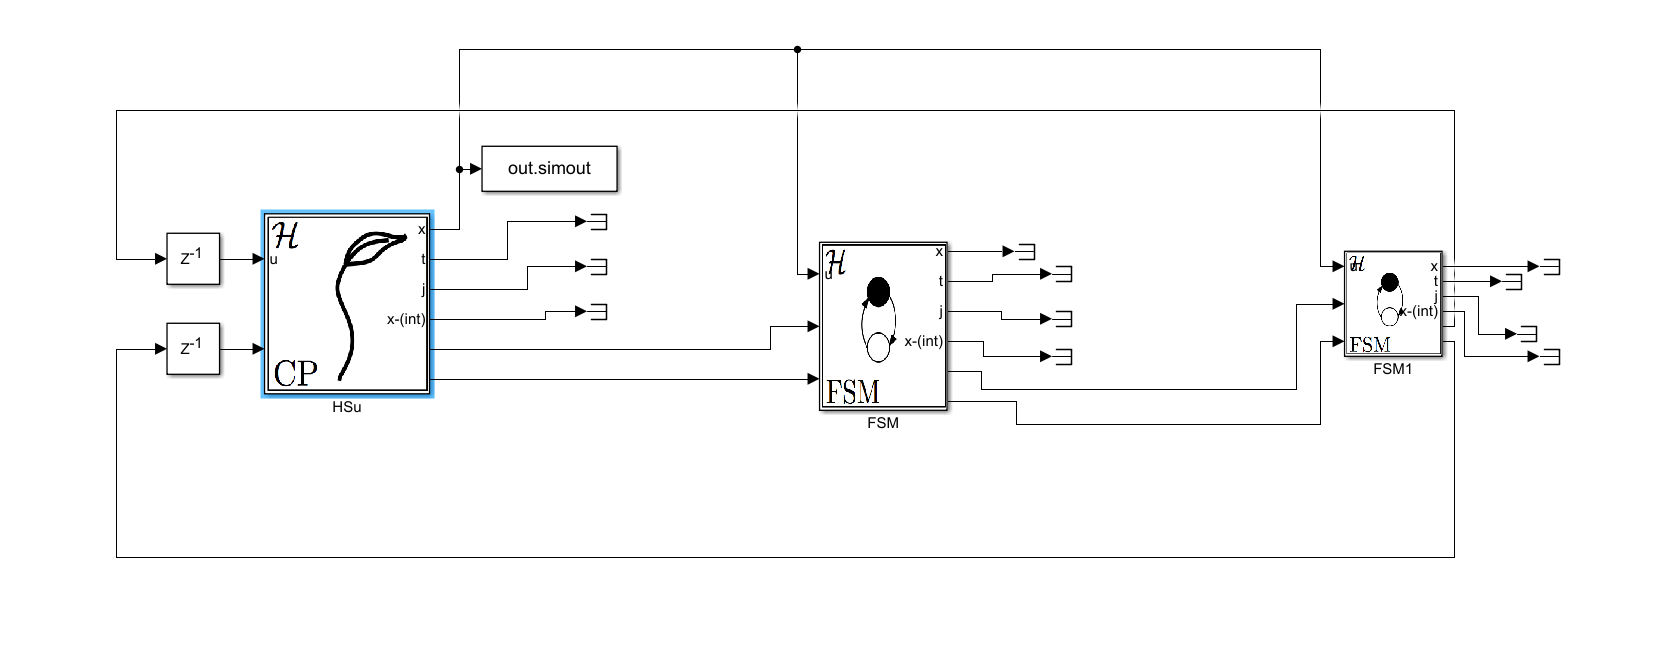 out.simout
z-1
z-1
ℋ
u
x
t
j
x-(int)
CP
HSu
ℋ
u
x
t
j
x-(int)
FSM
FSM
ℋ
u
x
t
j
x-(int)
FSM
FSM1